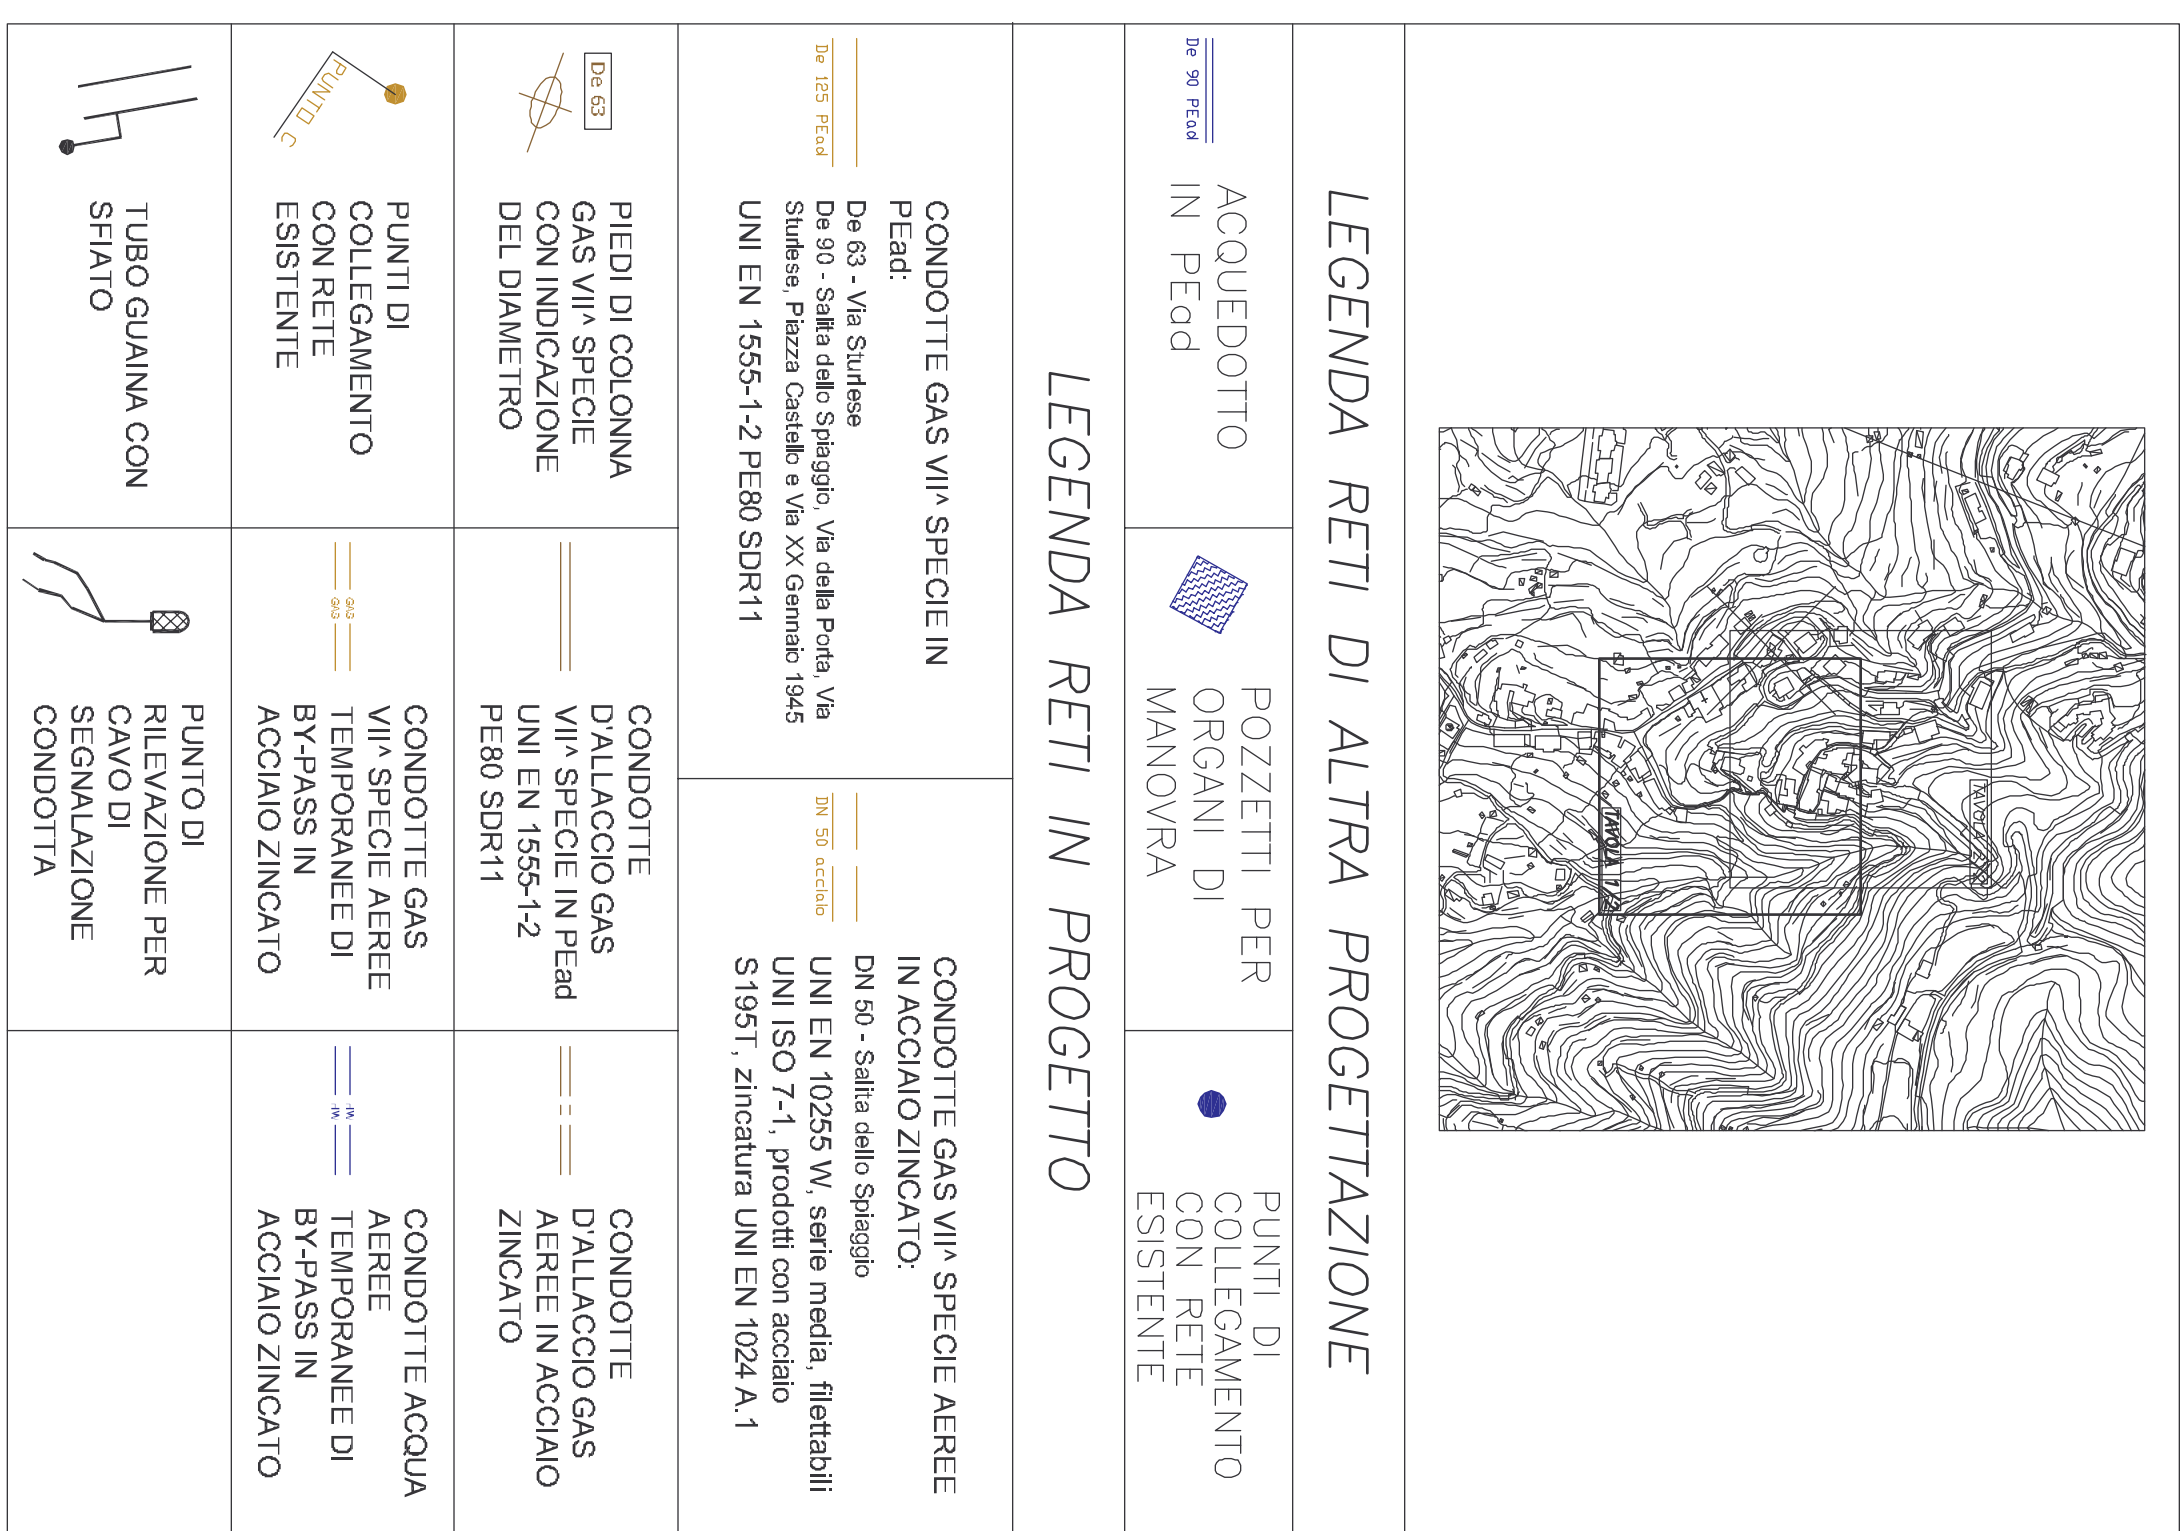 TAVOLA 1/2
LEGENDA RETI DI ALTRA PROGETTAZIONE
De 90 PEad
ACQUEDOTTO
IN PEad
POZZETTI PER
ORGANI DI
MANOVRA
PUNTI DI
COLLEGAMENTO
CON RETE
ESISTENTE
LEGENDA RETI IN PROGETTO
De 125 PEad
CONDOTTE GAS VII^ SPECIE IN
PEad:
De 63 - Via Sturlese
De 90 - Salita dello Spiaggio, Via della Porta, Via
Sturlese, Piazza Castello e Via XX Gennaio 1945
UNI EN 1555-1-2 PE80 SDR11
DN 50 acciaio
CONDOTTE GAS VII^ SPECIE AEREE
IN ACCIAIO ZINCATO:
DN 50 - Salita dello Spiaggio
UNI EN 10255 W, serie media, filettabili
UNI ISO 7-1, prodotti con acciaio
S195T, zincatura UNI EN 1024 A.1
De 63
PIEDI DI COLONNA
GAS VII^ SPECIE
CON INDICAZIONE
DEL DIAMETRO
CONDOTTE
D'ALLACCIO GAS
VII^ SPECIE IN PEad
UNI EN 1555-1-2
PE80 SDR11
CONDOTTE
D'ALLACCIO GAS
AEREE IN ACCIAIO
ZINCATO
PUNTO C
PUNTI DI
COLLEGAMENTO
CON RETE
ESISTENTE
GAS
GAS
CONDOTTE GAS
VII^ SPECIE AEREE
TEMPORANEE DI
BY-PASS IN
ACCIAIO ZINCATO
CONDOTTE ACQUA
AEREE
TEMPORANEE DI
BY-PASS IN
ACCIAIO ZINCATO
TUBO GUAINA CON
SFIATO
PUNTO DI
RILEVAZIONE PER
CAVO DI
SEGNALAZIONE
CONDOTTA